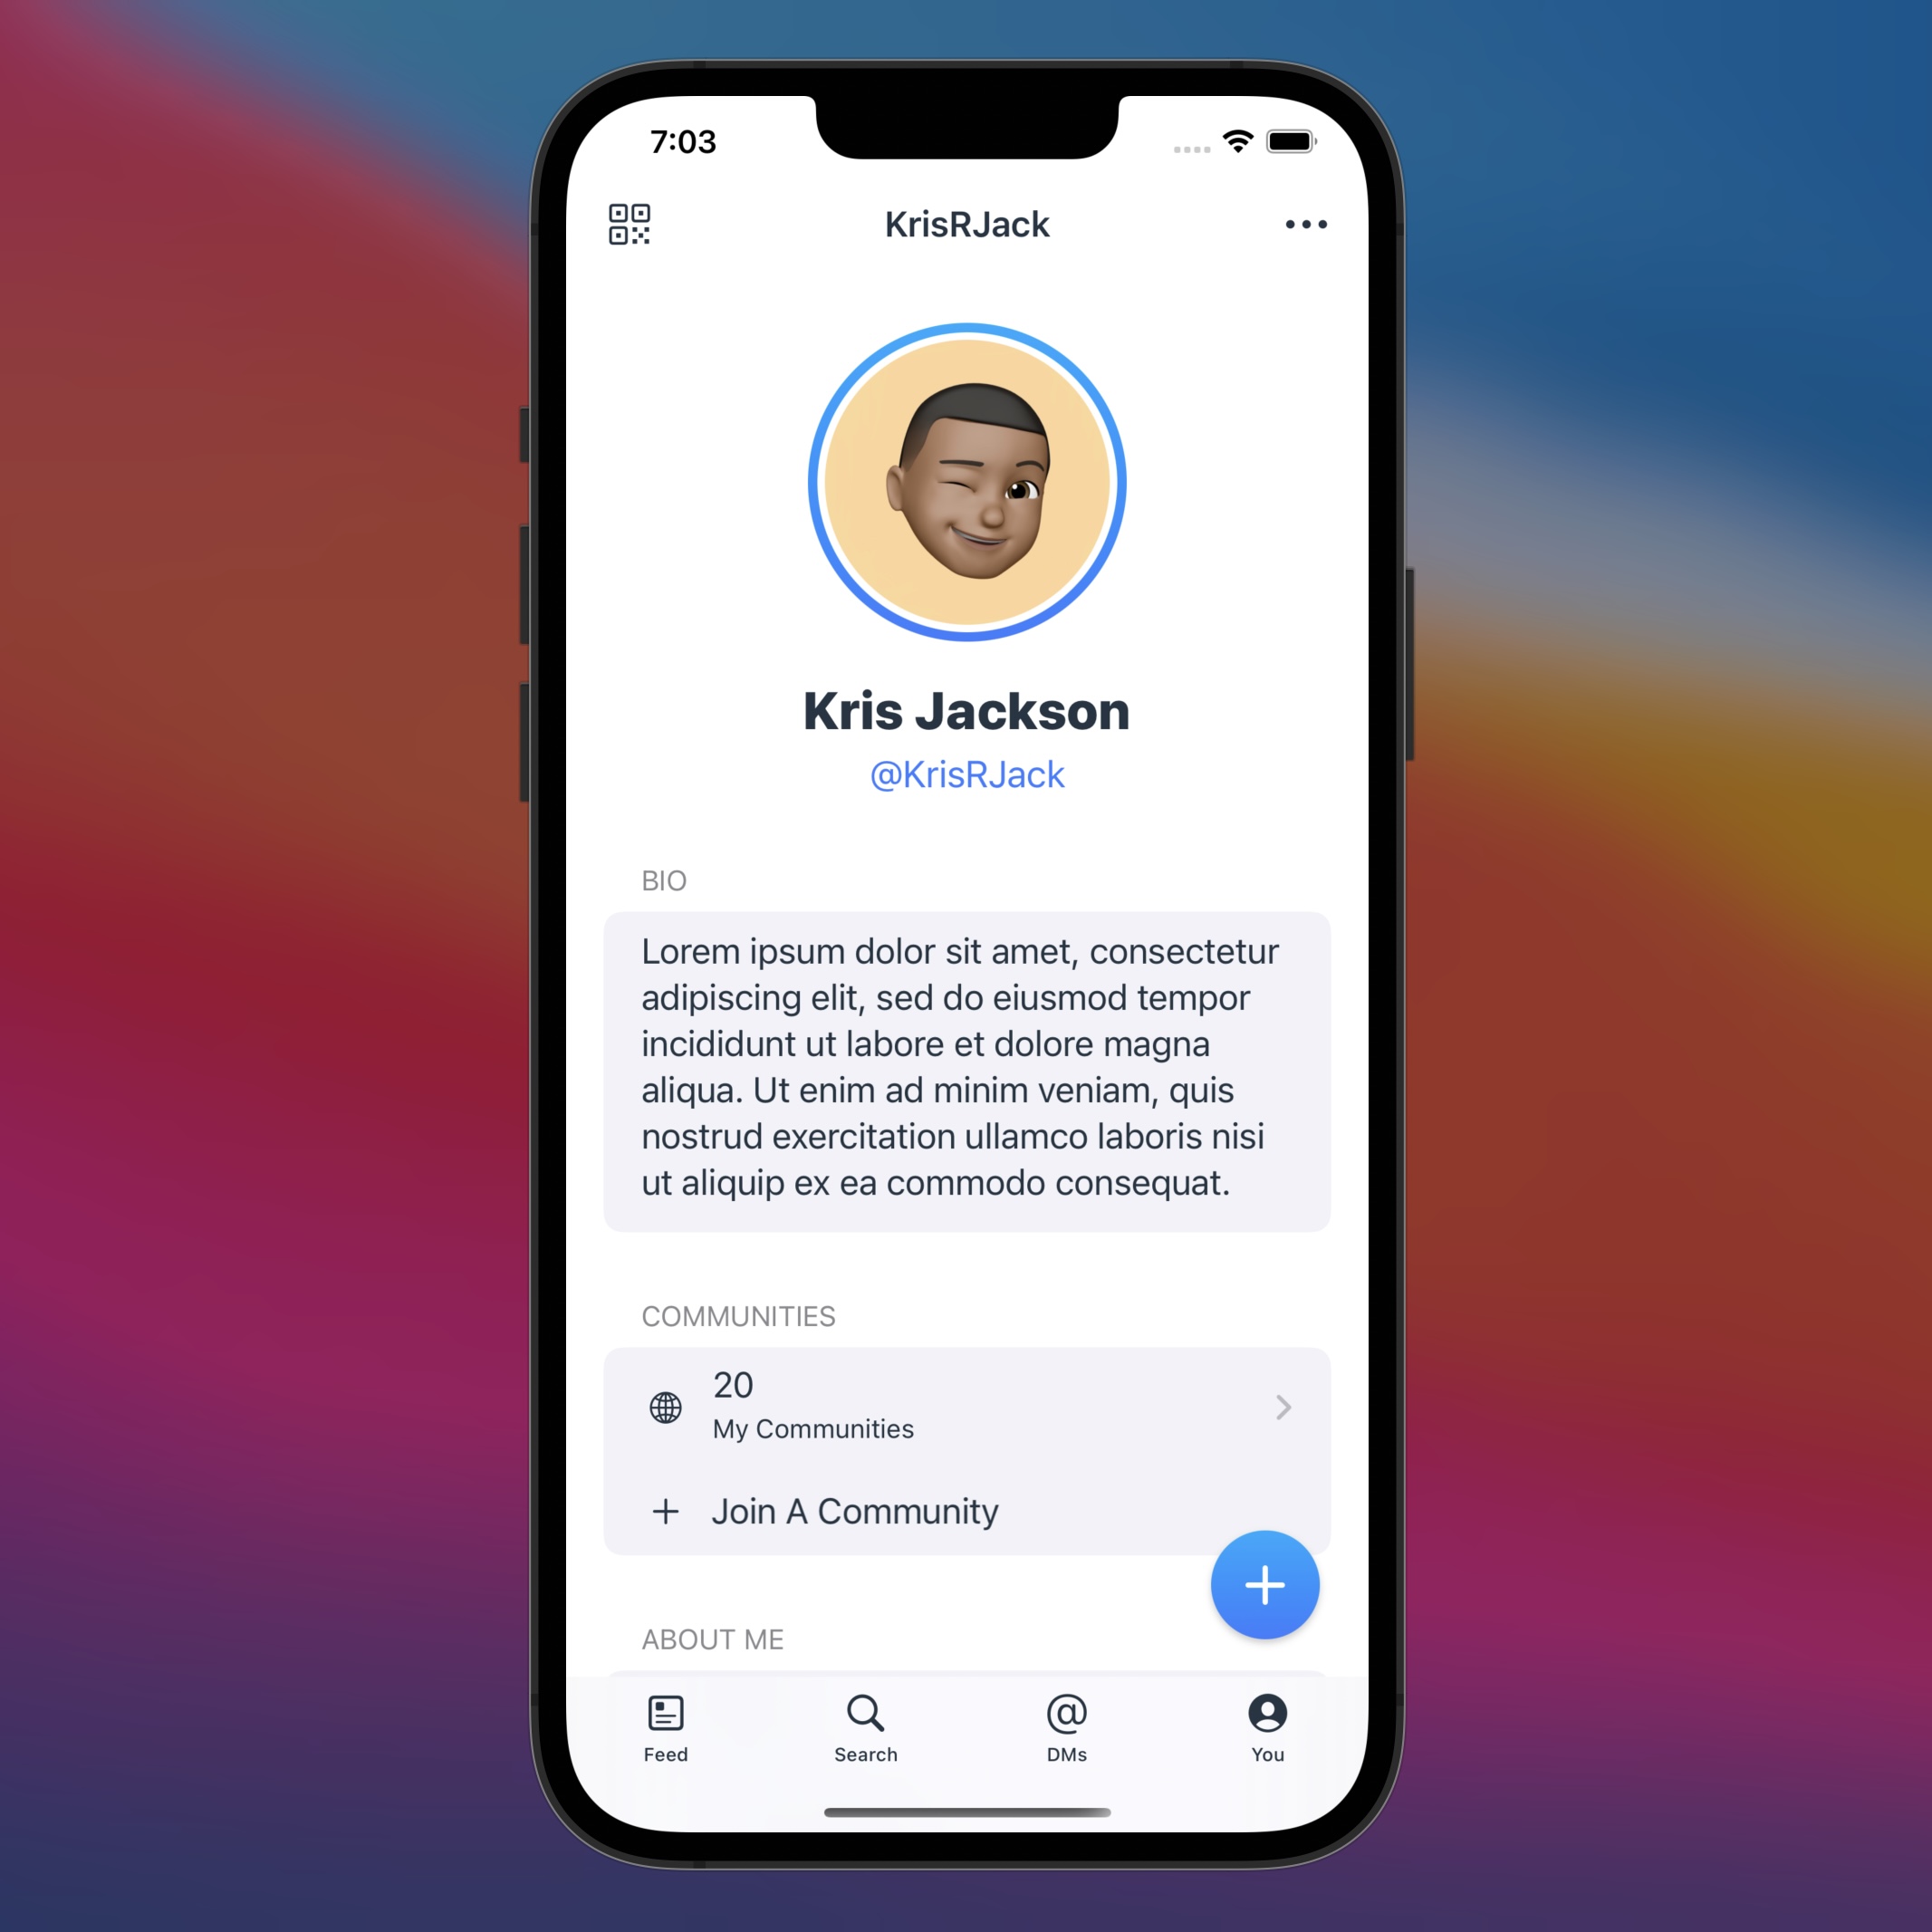 7:03
KrisRJack
Kris Jackson
@KrisRJack
BIO
Lorem ipsum dolor sit amet, consectetur
adipiscing elit, sed do eiusmod tempor
incididunt ut labore et dolore magna
aliqua. Ut enim ad minim veniam, quis
nostrud exercitation ullamco laboris nisi
ut aliquip ex ea commodo consequat.
COMMUNITIES
20
My Communities
Join A Community
ABOUT ME
Feed
Search
DMs
You